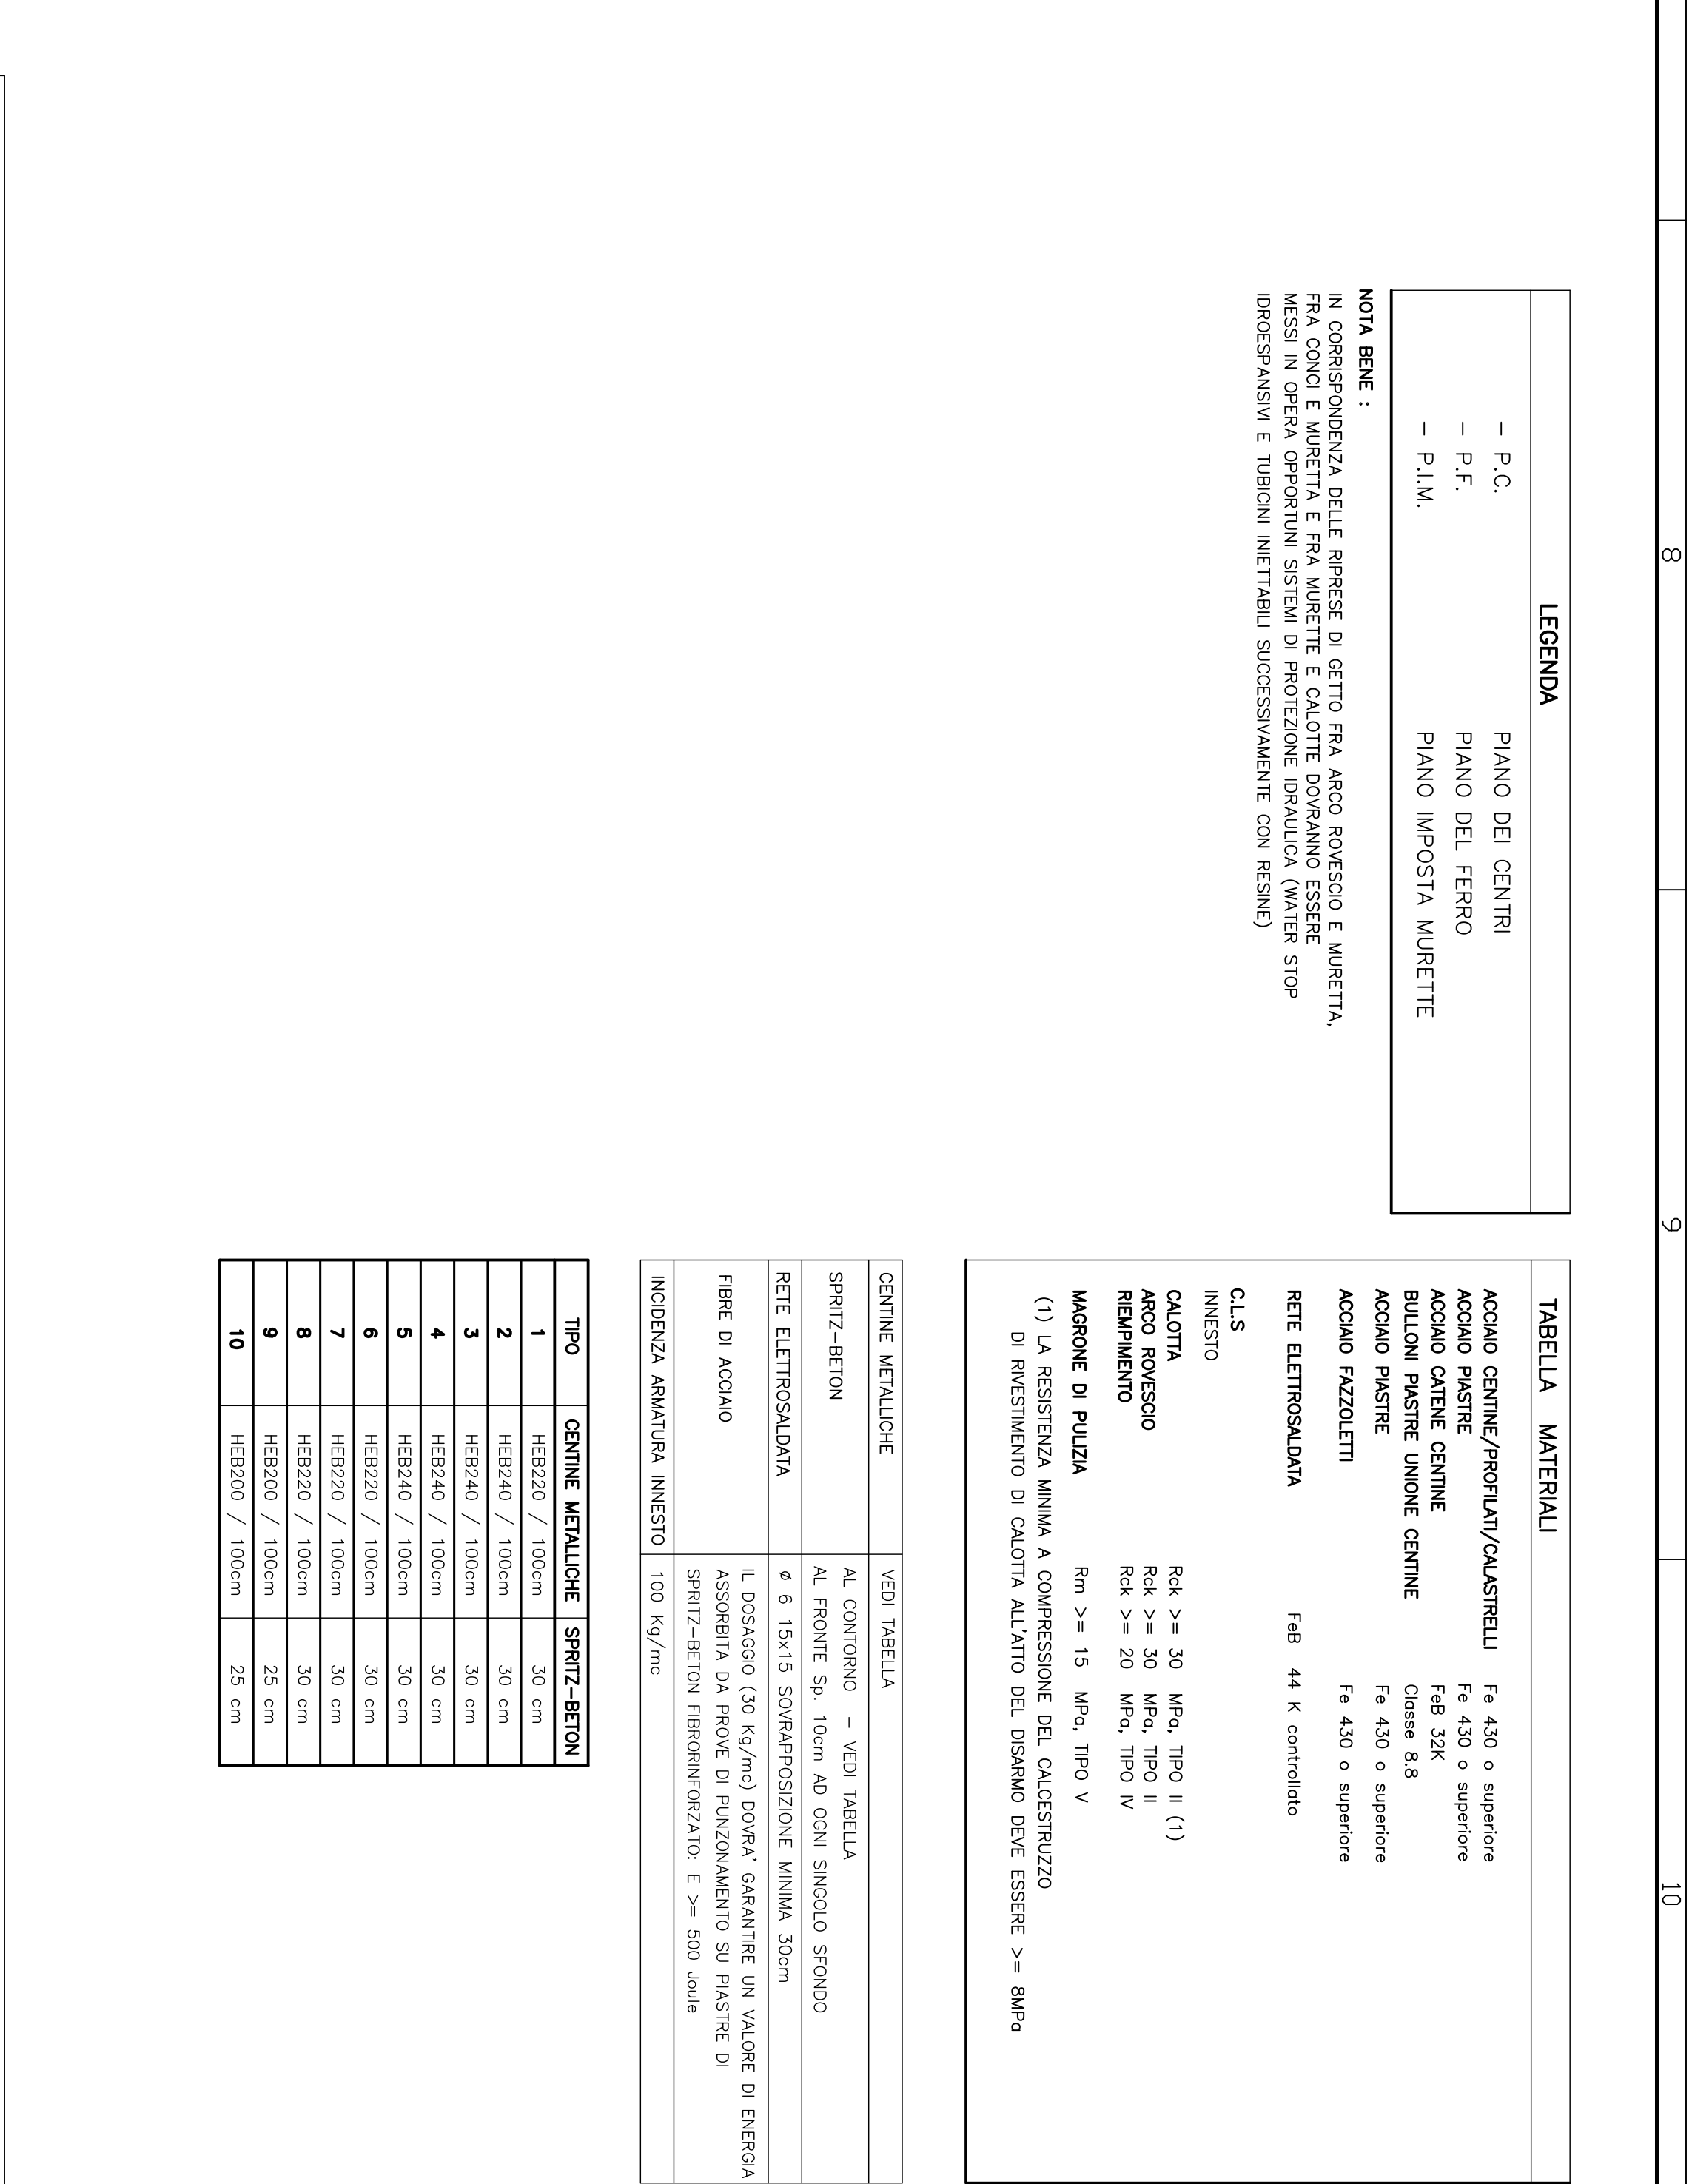 8
9
10
LEGENDA
– P.C. PIANO DEI CENTRI
– P.F. PIANO DEL FERRO
– P.I.M. PIANO IMPOSTA MURETTE
NOTA BENE :
IN CORRISPONDENZA DELLE RIPRESE DI GETTO FRA ARCO ROVESCIO E MURETTA,
FRA CONCI E MURETTA E FRA MURETTE E CALOTTE DOVRANNO ESSERE
MESSI IN OPERA OPPORTUNI SISTEMI DI PROTEZIONE IDRAULICA (WATER STOP
IDROESPANSIVI E TUBICINI INIETTABILI SUCCESSIVAMENTE CON RESINE)
TABELLA MATERIALI
ACCIAIO CENTINE/PROFILATI/CALASTRELLI Fe 430 o superiore
ACCIAIO PIASTRE Fe 430 o superiore
ACCIAIO CATENE CENTINE FeB 32K
BULLONI PIASTRE UNIONE CENTINE Classe 8.8
ACCIAIO PIASTRE Fe 430 o superiore
ACCIAIO FAZZOLETTI Fe 430 o superiore
RETE ELETTROSALDATA FeB 44 K controllato
C.L.S
INNESTO
CALOTTA Rck >= 30 MPa, TIPO II (1)
ARCO ROVESCIO Rck >= 30 MPa, TIPO II
RIEMPIMENTO Rck >= 20 MPa, TIPO IV
MAGRONE DI PULIZIA Rm >= 15 MPa, TIPO V
(1) LA RESISTENZA MINIMA A COMPRESSIONE DEL CALCESTRUZZO
DI RIVESTIMENTO DI CALOTTA ALL'ATTO DEL DISARMO DEVE ESSERE >= 8MPa
CENTINE METALLICHE VEDI TABELLA
SPRITZ–BETON AL CONTORNO – VEDI TABELLA
AL FRONTE Sp. 10cm AD OGNI SINGOLO SFONDO
RETE ELETTROSALDATA ø 6 15x15 SOVRAPPOSIZIONE MINIMA 30cm
FIBRE DI ACCIAIO IL DOSAGGIO (30 Kg/mc) DOVRA' GARANTIRE UN VALORE DI ENERGIA
ASSORBITA DA PROVE DI PUNZONAMENTO SU PIASTRE DI
SPRITZ–BETON FIBRORINFORZATO: E >= 500 Joule
INCIDENZA ARMATURA INNESTO 100 Kg/mc
TIPO CENTINE METALLICHE SPRITZ–BETON
1 HEB220 / 100cm 30 cm
2 HEB240 / 100cm 30 cm
3 HEB240 / 100cm 30 cm
4 HEB240 / 100cm 30 cm
5 HEB240 / 100cm 30 cm
6 HEB220 / 100cm 30 cm
7 HEB220 / 100cm 30 cm
8 HEB220 / 100cm 30 cm
9 HEB200 / 100cm 25 cm
10 HEB200 / 100cm 25 cm